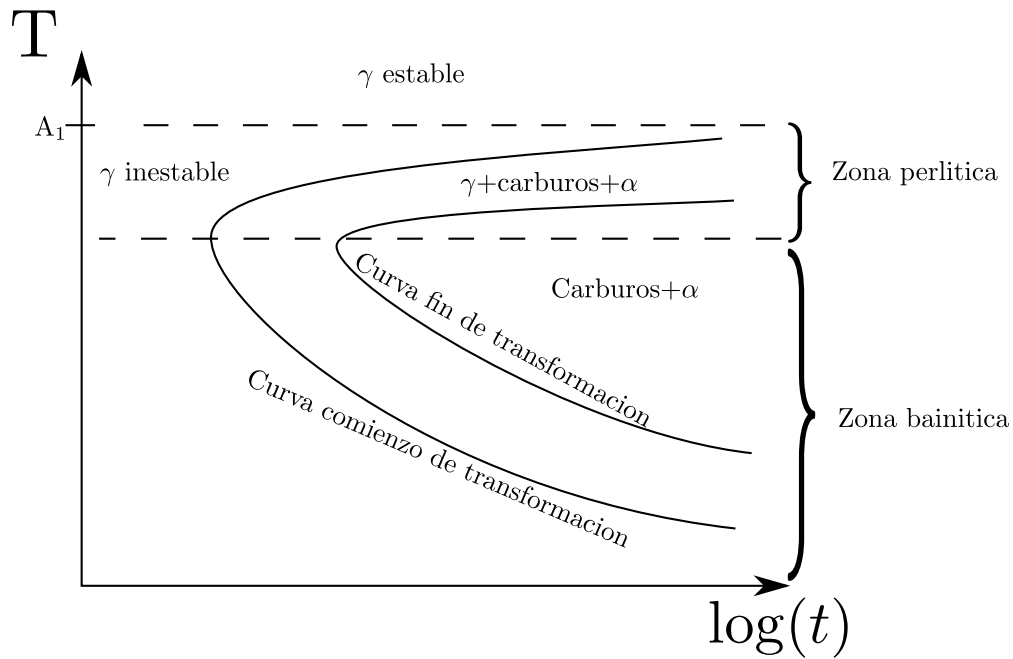 T
γ estable
A₁
γ inestable
γ+carburos+α
Zona perlitica
Curva fin de transformacion
Carburos+α
Curva comienzo de transformacion
Zona bainitica
log(t)